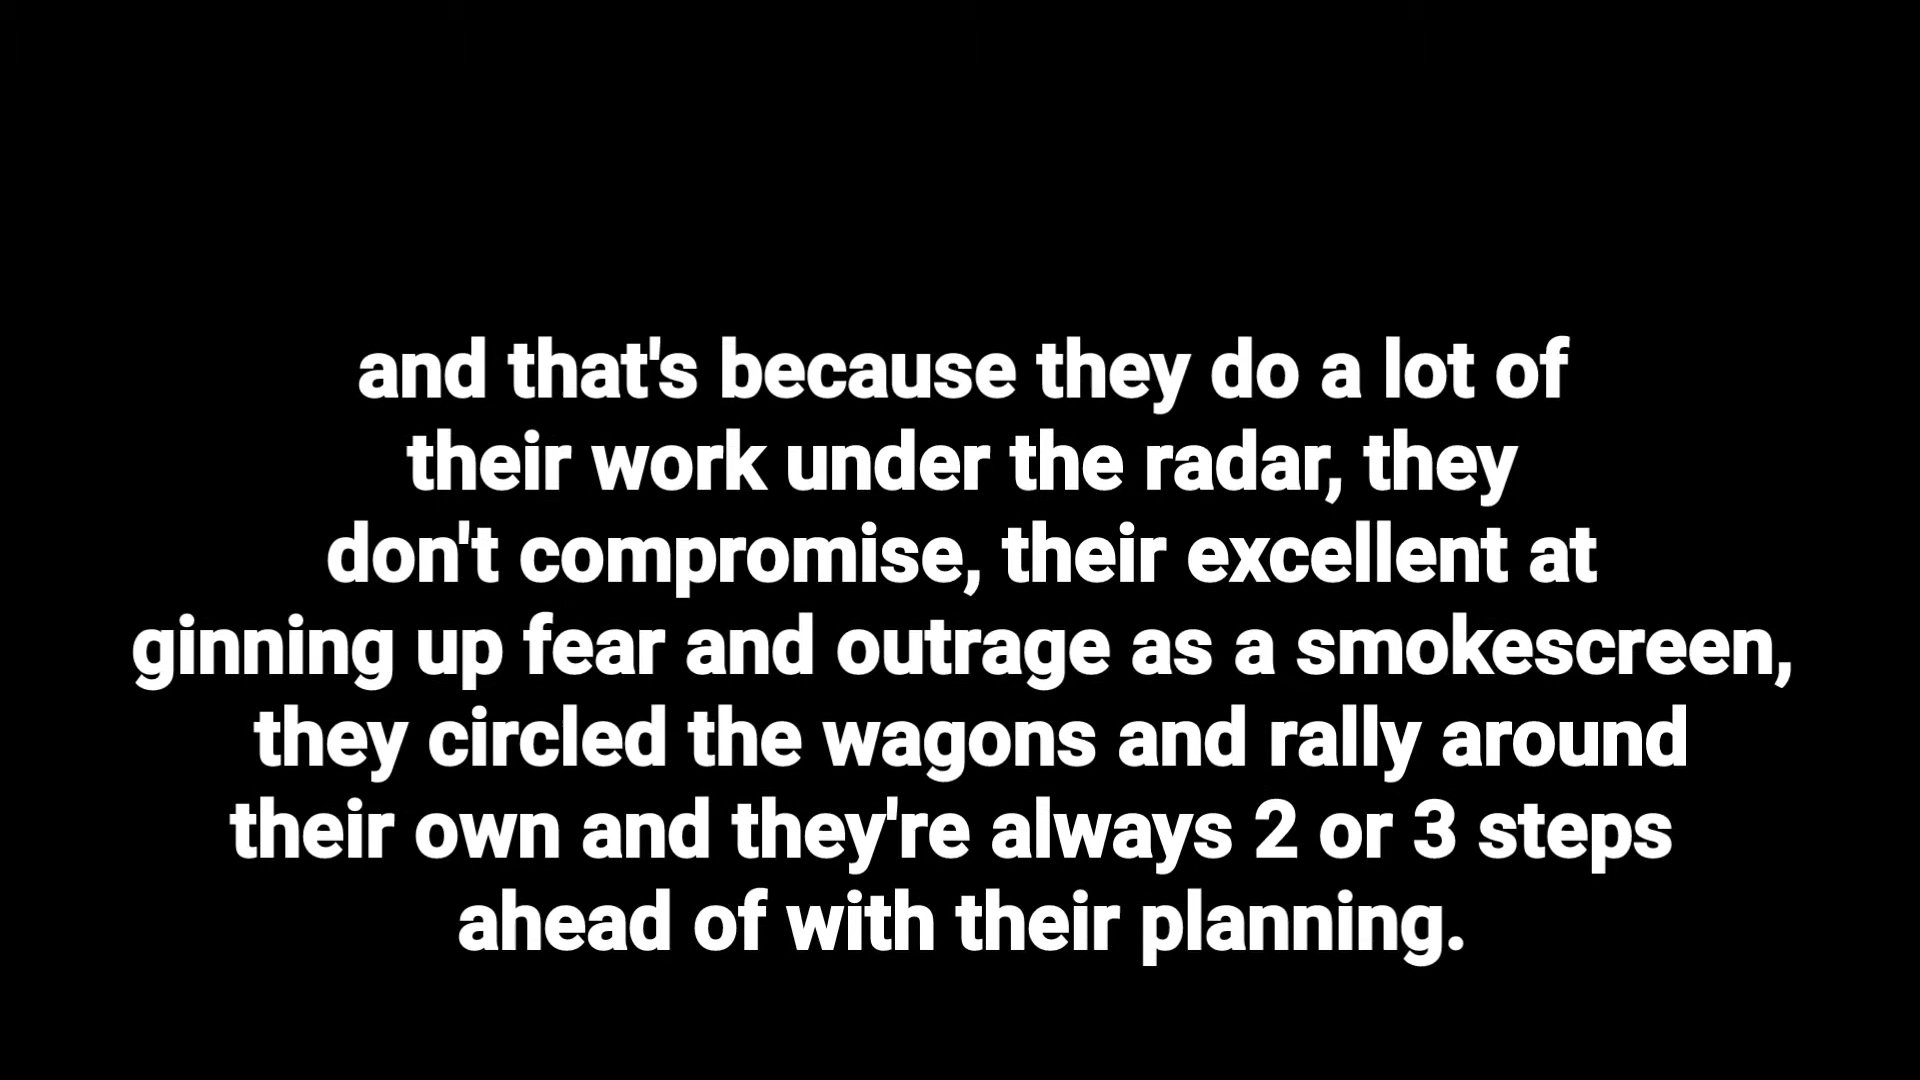 and that's because they do a lot of
their work under the radar, they
don't compromise, their excellent at
ginning up fear and outrage as a smokescreen,
they circled the wagons and rally around
their own and they're always 2 or 3 steps
ahead of with their planning.